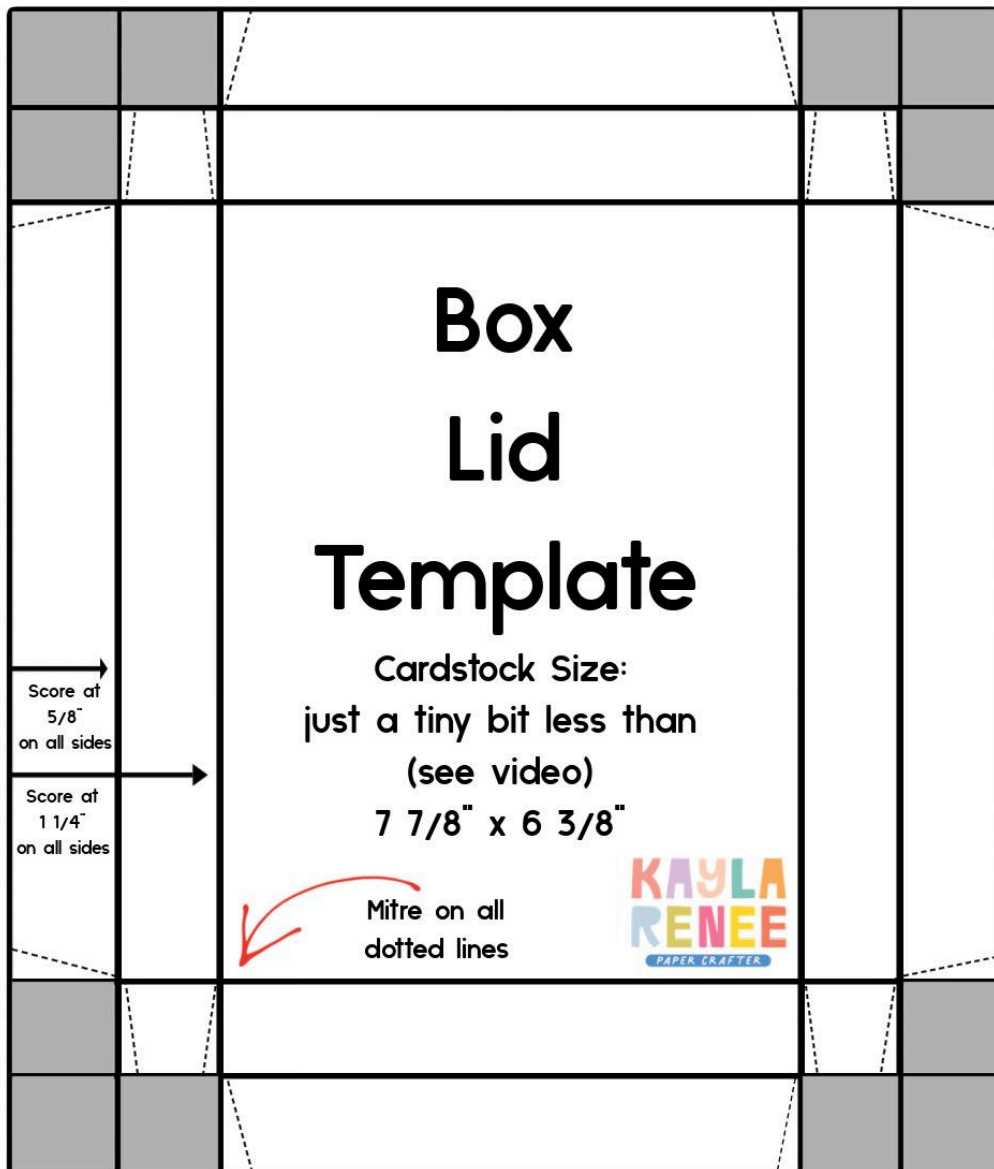 Box
Lid
Template
Cardstock Size:
just a tiny bit less than
(see video)
7 7/8" x 6 3/8"
Score at
5/8"
on all sides
Score at
1 1/4"
on all sides
Mitre on all
dotted lines
KAYLA
RENEE
PAPER CRAFTER